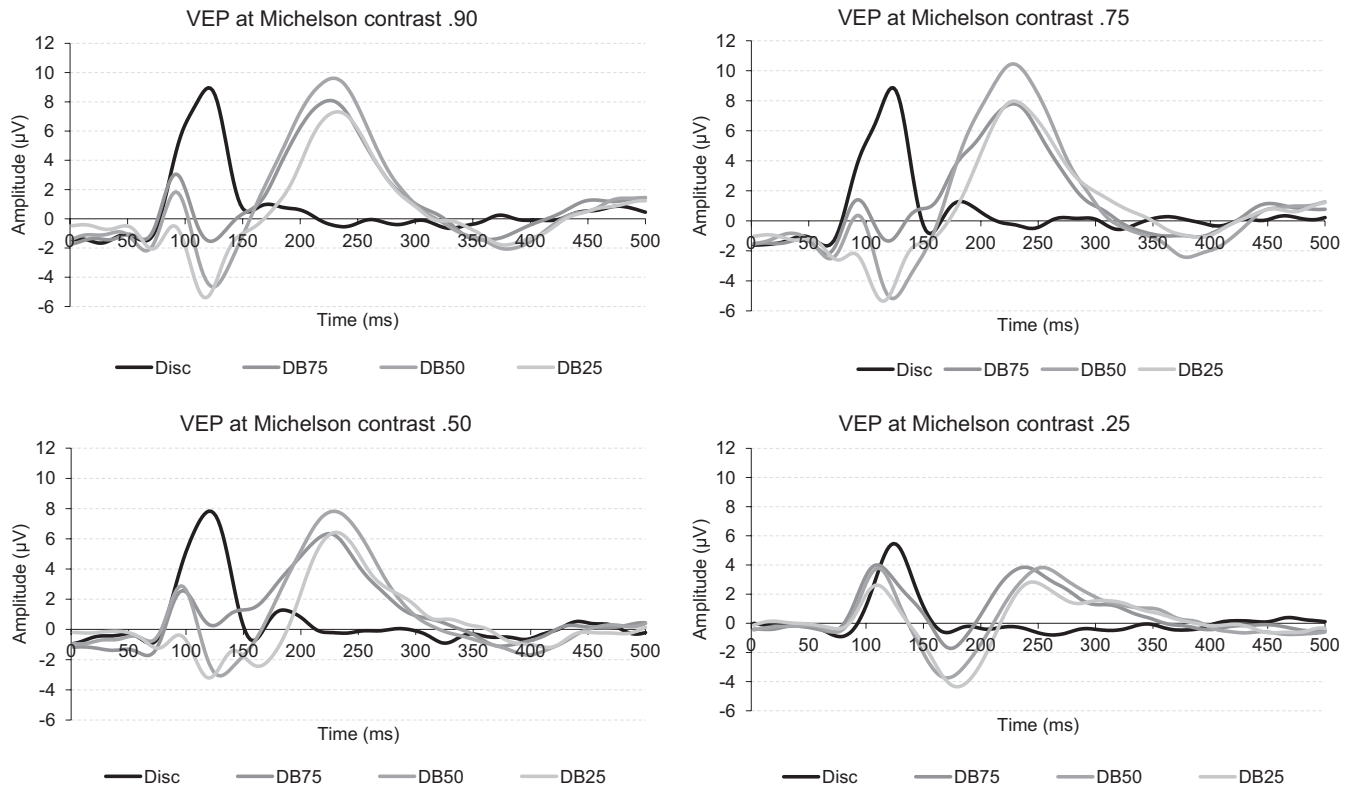 VEP at Michelson contrast .90
12
10
8
6
4
2
0
-2
-4
-6
Amplitude (µV)
0 50 100 150 200 250 300 350 400 450 500
Time (ms)
Disc DB75 DB50 DB25
VEP at Michelson contrast .75
12
10
8
6
4
2
0
-2
-4
-6
Amplitude (µV)
0 50 100 150 200 250 300 350 400 450 500
Time (ms)
Disc DB75 DB50 DB25
VEP at Michelson contrast .50
12
10
8
6
4
2
0
-2
-4
-6
Amplitude (µV)
0 50 100 150 200 250 300 350 400 450 500
Time (ms)
Disc DB75 DB50 DB25
VEP at Michelson contrast .25
12
10
8
6
4
2
0
-2
-4
-6
Amplitude (µV)
0 50 100 150 200 250 300 350 400 450 500
Time (ms)
Disc DB75 DB50 DB25